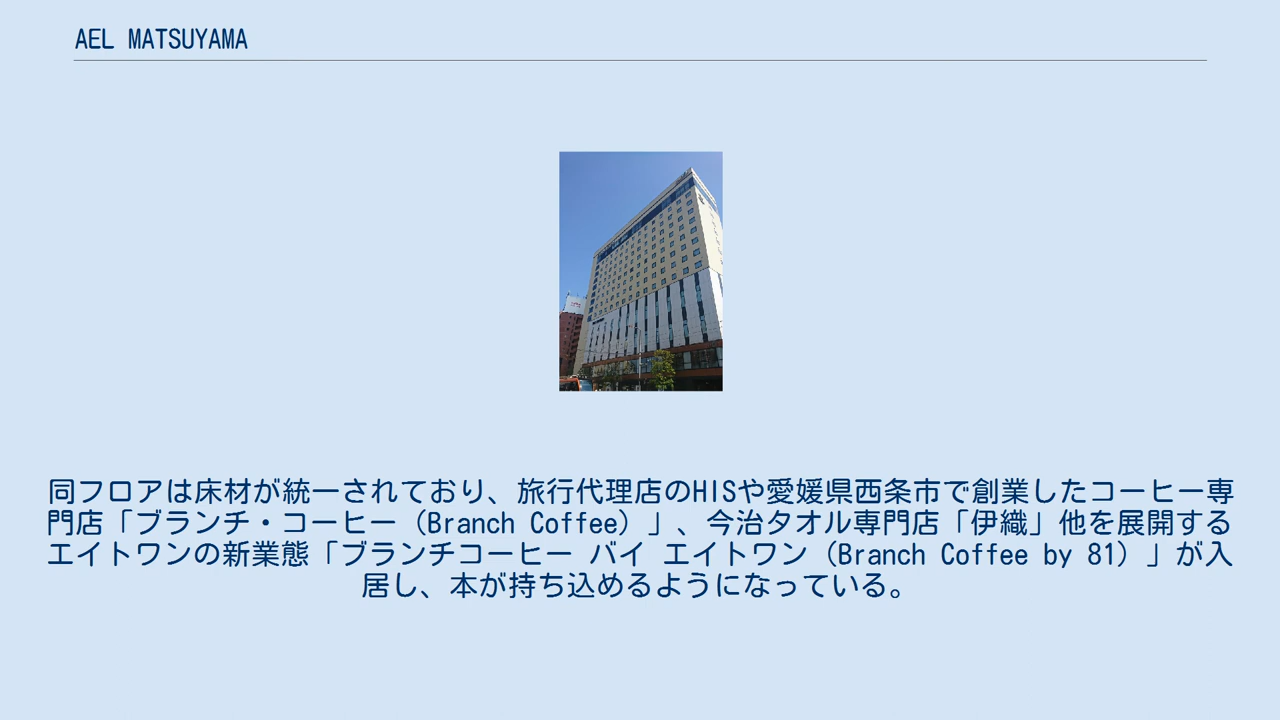 AEL MATSUYAMA
同フロアは床材が統一されており、旅行代理店のHISや愛媛県西条市で創業したコーヒー専
門店「ブランチ・コーヒー（Branch Coffee）」、今治タオル専門店「伊織」他を展開する
エイトワンの新業態「ブランチコーヒー バイ エイトワン（Branch Coffee by 81）」が入
居し、本が持ち込めるようになっている。